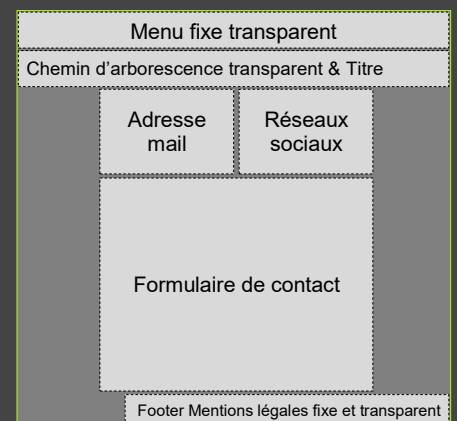 Menu fixe transparent
Chemin d’arborescence transparent & Titre
Adresse
mail
Réseaux
sociaux
Formulaire de contact
Footer Mentions légales fixe et transparent